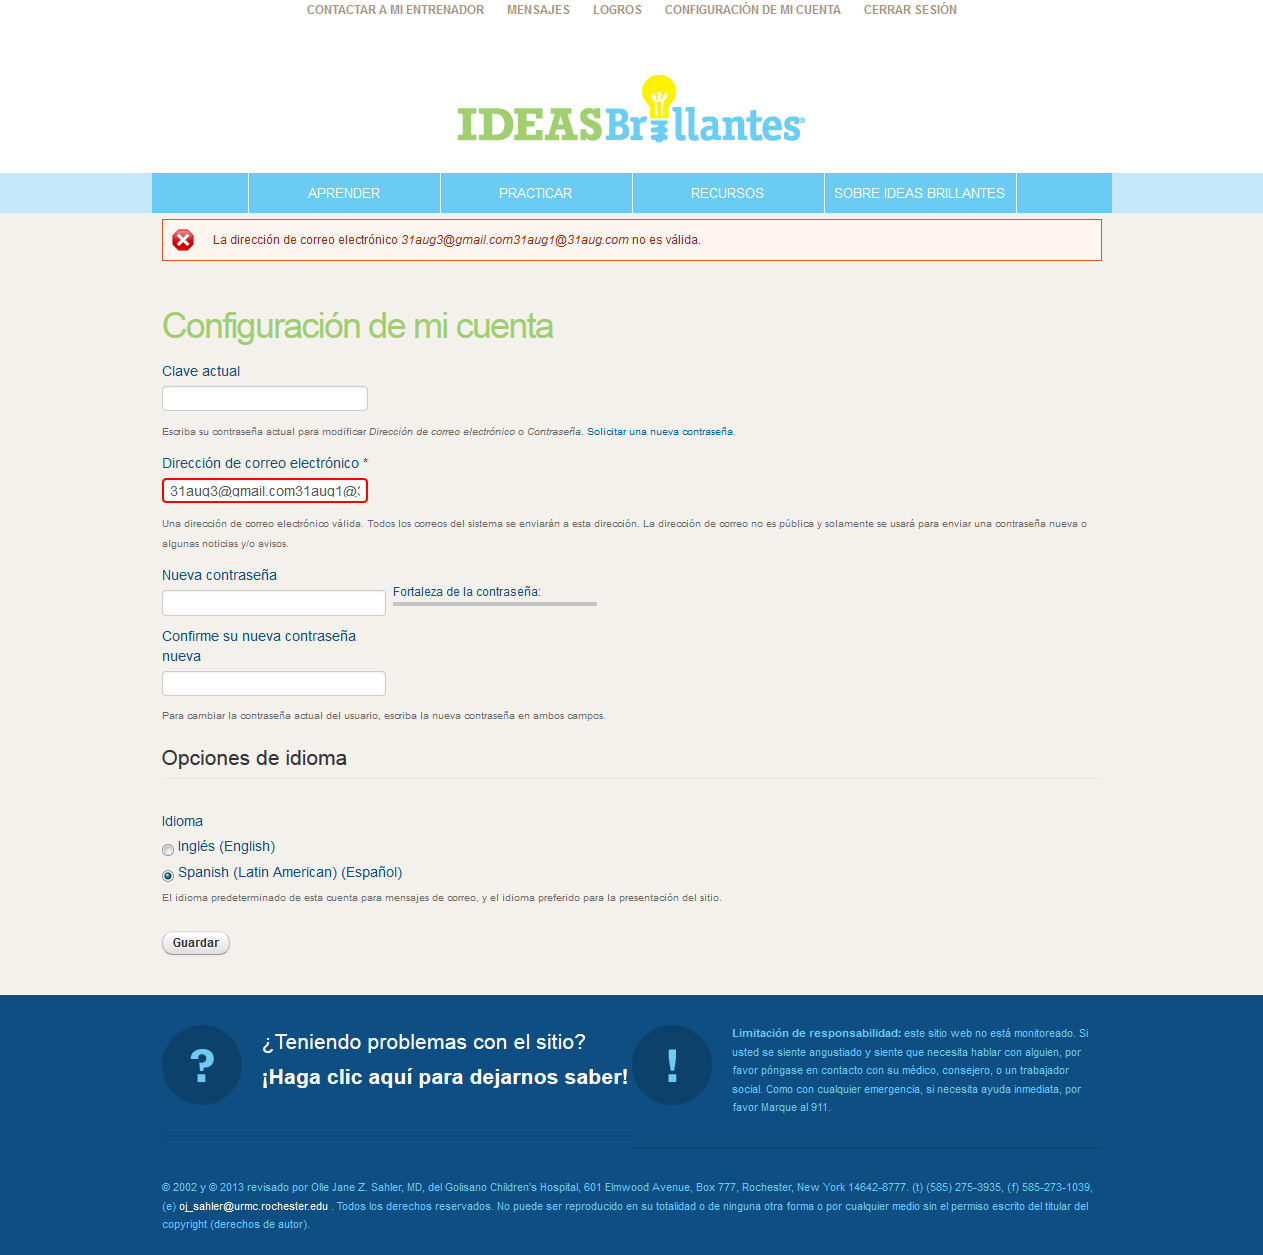 CONTACTAR A MI ENTRENADOR MENSAJES LOGROS CONFIGURACIÓN DE MI CUENTA CERRAR SESIÓN
IDEASBrillantes®
APRENDER PRACTICAR RECURSOS SOBRE IDEAS BRILLANTES
La dirección de correo electrónico 31aug3@gmail.com31aug1@31aug.com no es válida.
Configuración de mi cuenta
Clave actual
Escriba su contraseña actual para modificar Dirección de correo electrónico o Contraseña. Solicitar una nueva contraseña.
Dirección de correo electrónico *
31aug3@gmail.com31aug1@3
Una dirección de correo electrónico válida. Todos los correos del sistema se enviarán a esta dirección. La dirección de correo no es pública y solamente se usará para enviar una contraseña nueva o
algunas noticias y/o avisos.
Nueva contraseña
Fortaleza de la contraseña:
Confirme su nueva contraseña
nueva
Para cambiar la contraseña actual del usuario, escriba la nueva contraseña en ambos campos.
Opciones de idioma
Idioma
Inglés (English)
Spanish (Latin American) (Español)
El idioma predeterminado de esta cuenta para mensajes de correo, y el idioma preferido para la presentación del sitio.
Guardar
?
¿Teniendo problemas con el sitio?
¡Haga clic aquí para dejarnos saber!
!
Limitación de responsabilidad: este sitio web no está monitoreado. Si
usted se siente angustiado y siente que necesita hablar con alguien, por
favor póngase en contacto con su médico, consejero, o un trabajador
social. Como con cualquier emergencia, si necesita ayuda inmediata, por
favor Marque al 911.
© 2002 y © 2013 revisado por Olle Jane Z. Sahler, MD, del Golisano Children's Hospital, 601 Elmwood Avenue, Box 777, Rochester, New York 14642-8777. (t) (585) 275-3935, (f) 585-273-1039,
(e) oj_sahler@urmc.rochester.edu . Todos los derechos reservados. No puede ser reproducido en su totalidad o de ninguna otra forma o por cualquier medio sin el permiso escrito del titular del
copyright (derechos de autor).